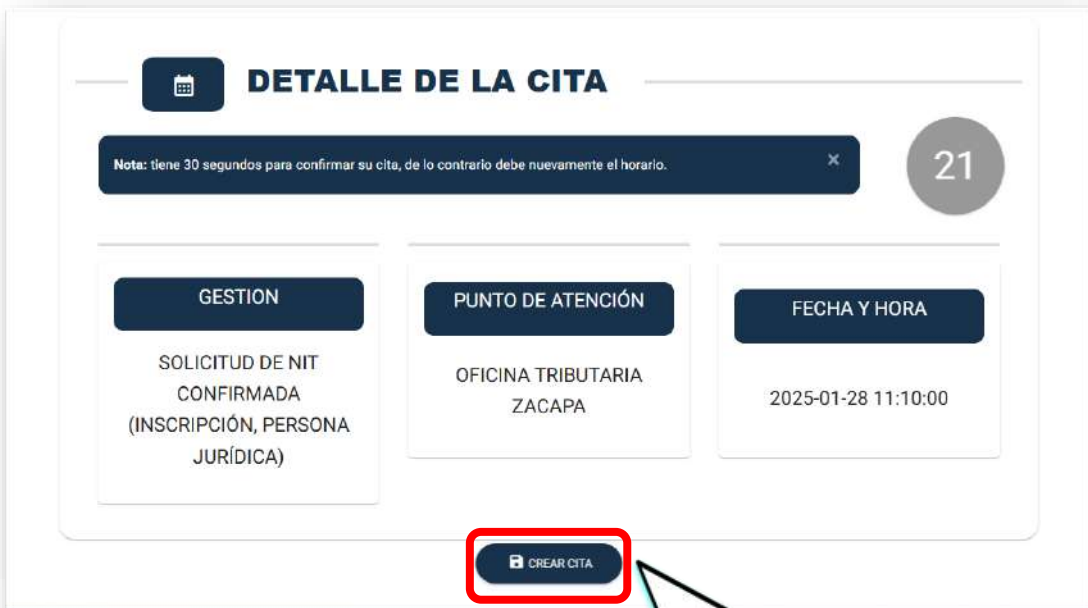 DETALLE DE LA CITA
Nota: tiene 30 segundos para confirmar su cita, de lo contrario debe nuevamente el horario.
×
21
GESTION
SOLICITUD DE NIT
CONFIRMADA
(INSCRIPCIÓN, PERSONA
JURÍDICA)
PUNTO DE ATENCIÓN
OFICINA TRIBUTARIA
ZACAPA
FECHA Y HORA
2025-01-28 11:10:00
CREAR CITA